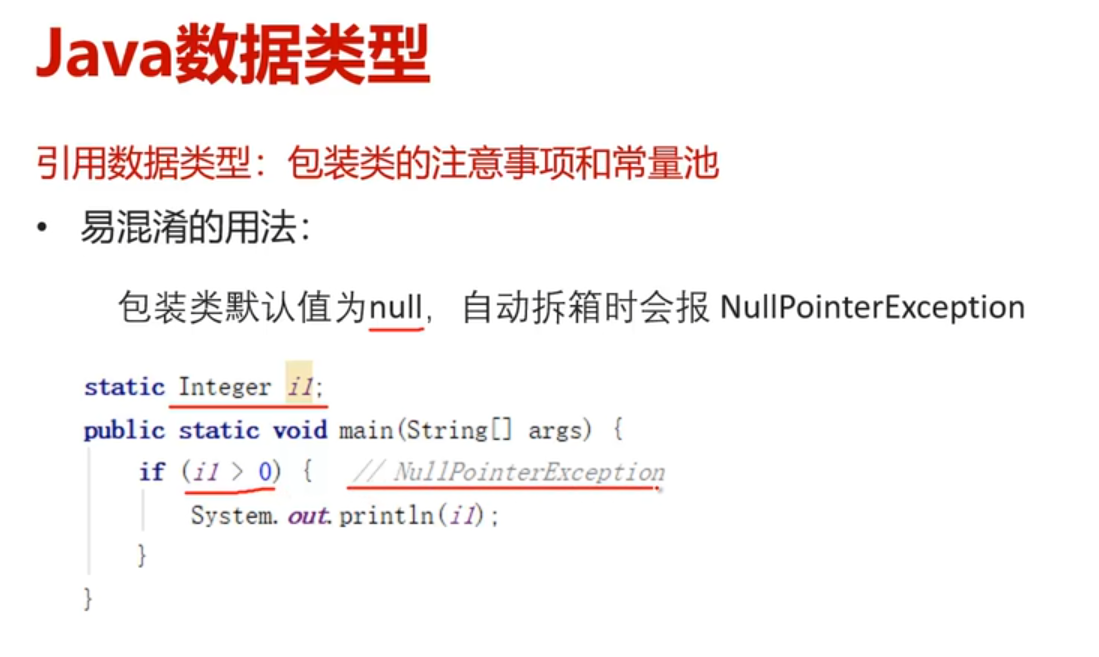 Java数据类型
引用数据类型：包装类的注意事项和常量池
• 易混淆的用法：
包装类默认值为null，自动拆箱时会报 NullPointerException
static Integer i1;
public static void main(String[] args) {
if (i1 > 0) { // NullPointerException
System.out.println(i1);
}
}